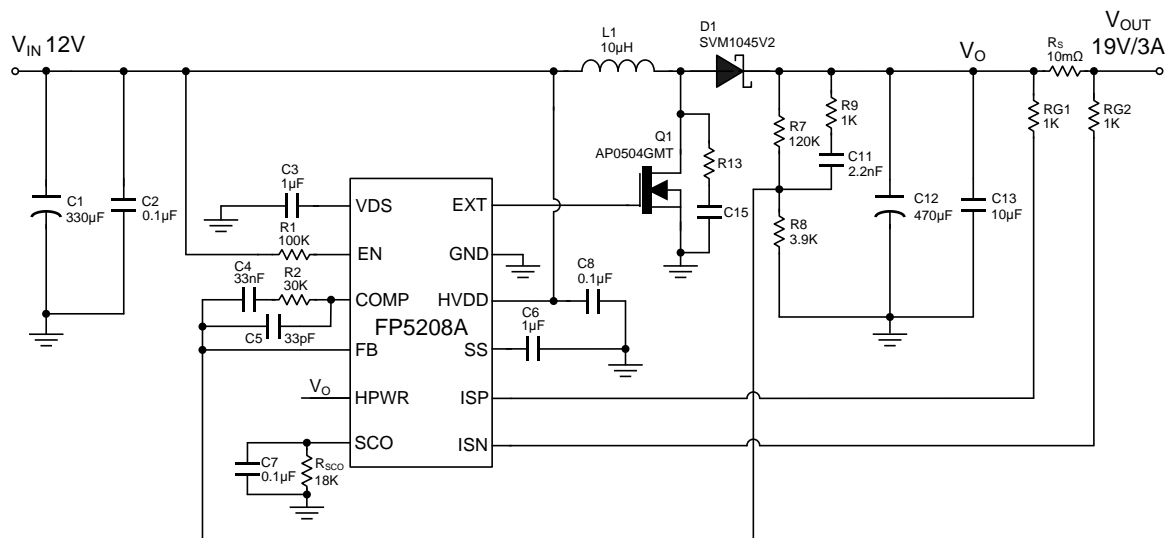 V_IN 12V
L1
10µH
D1
SVM1045V2
V_O
R_S
10mΩ
V_OUT
19V/3A
C1
330µF
C2
0.1µF
Q1
AP0504GMT
R13
C15
R7
120K
R9
1K
C11
2.2nF
R8
3.9K
C12
470µF
C13
10µF
RG1
1K
RG2
1K
C3
1µF
R1
100K
C4
33nF
R2
30K
C5
33pF
V_O
C7
0.1µF
R_SCO
18K
FP5208A
VDS
EN
COMP
FB
HPWR
SCO
EXT
GND
HVDD
SS
ISP
ISN
C8
0.1µF
C6
1µF